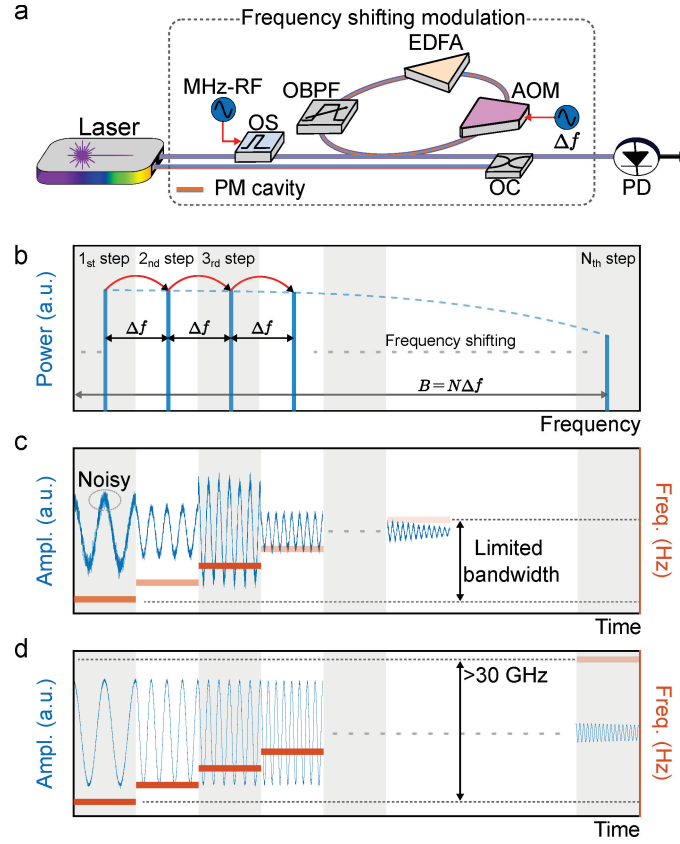 a
Frequency shifting modulation
EDFA
MHz-RF
OBPF
AOM
OS
Laser
Δf
OC
PD
PM cavity
b
1st step
2nd step
3rd step
Nth step
Δf
Δf
Δf
Frequency shifting
B=NΔf
Power (a.u.)
Frequency
c
Noisy
Limited
bandwidth
Ampl. (a.u.)
Freq. (Hz)
Time
d
>30 GHz
Ampl. (a.u.)
Freq. (Hz)
Time